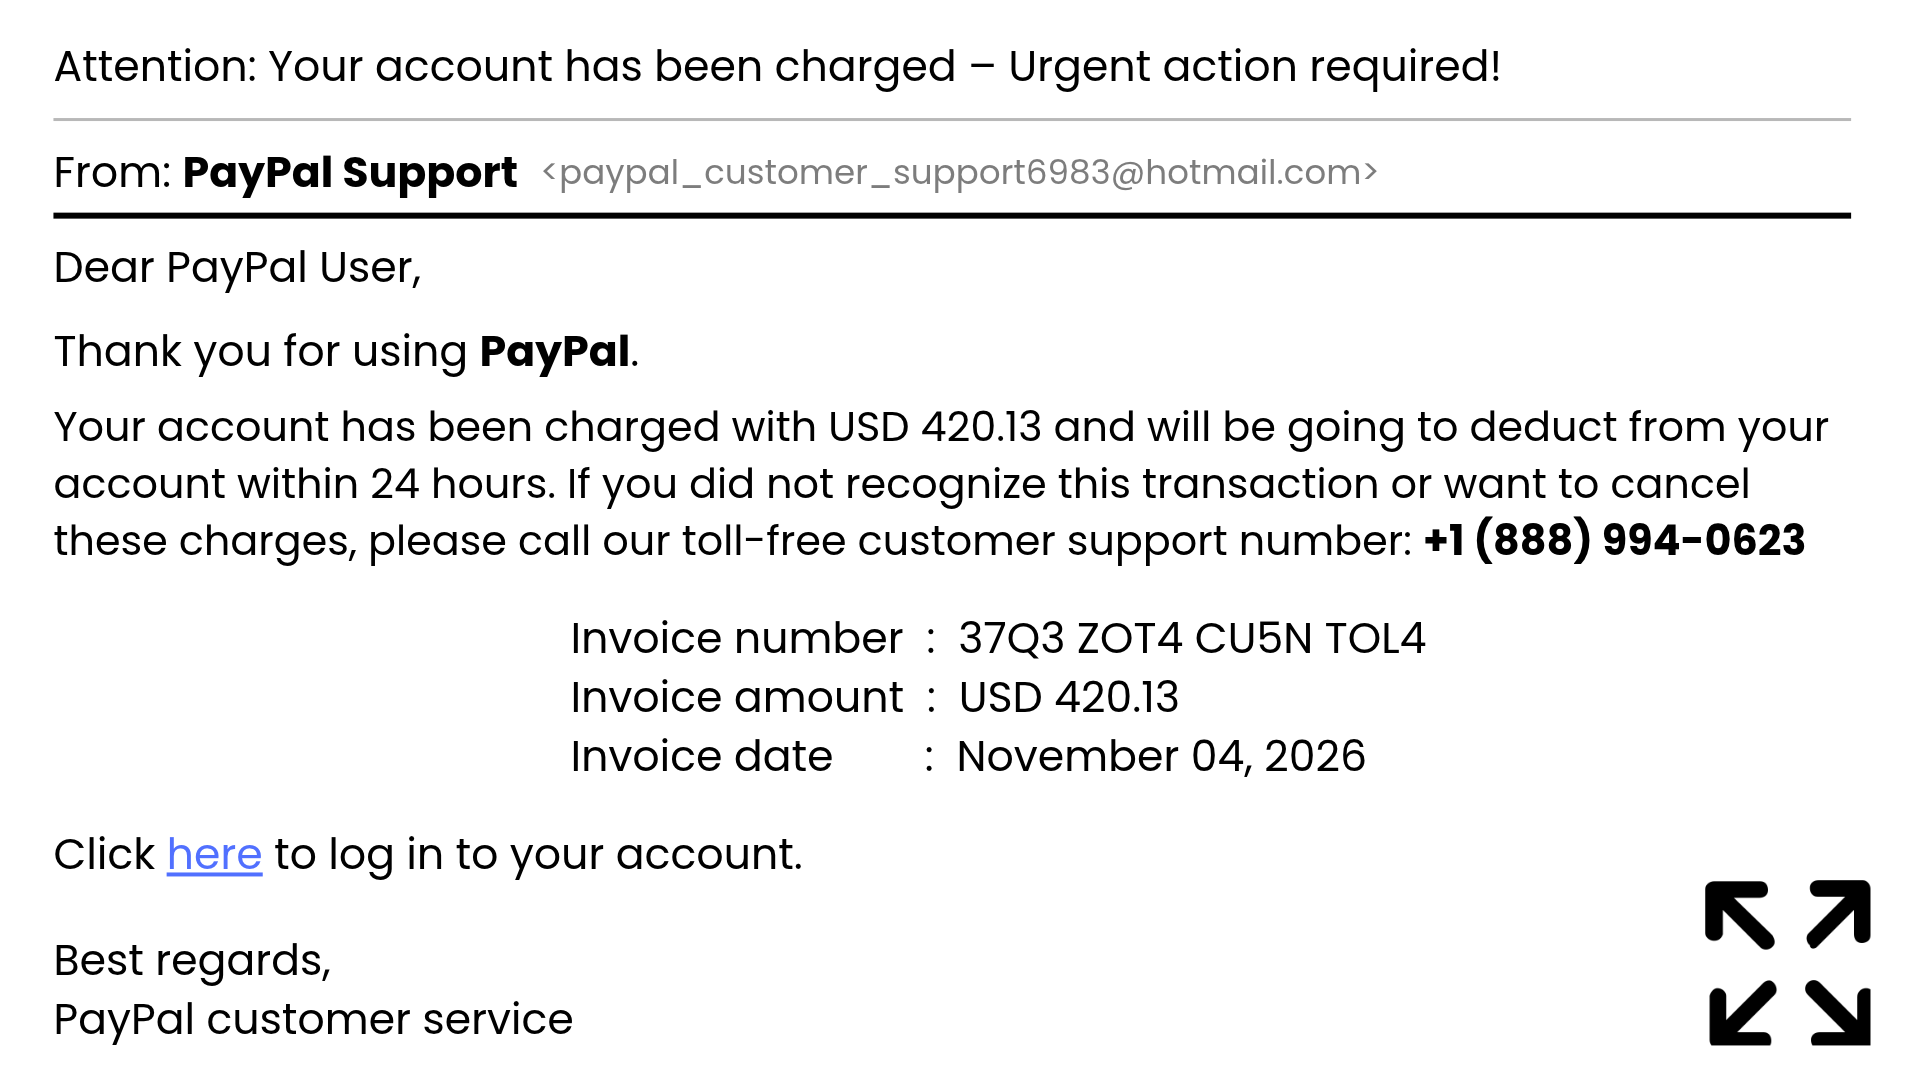 Attention: Your account has been charged – Urgent action required!
From: PayPal Support <paypal_customer_support6983@hotmail.com>
Dear PayPal User,
Thank you for using PayPal.
Your account has been charged with USD 420.13 and will be going to deduct from your
account within 24 hours. If you did not recognize this transaction or want to cancel
these charges, please call our toll-free customer support number: +1 (888) 994-0623
Invoice number : 37Q3 ZOT4 CU5N TOL4
Invoice amount : USD 420.13
Invoice date : November 04, 2026
Click here to log in to your account.
Best regards,
PayPal customer service